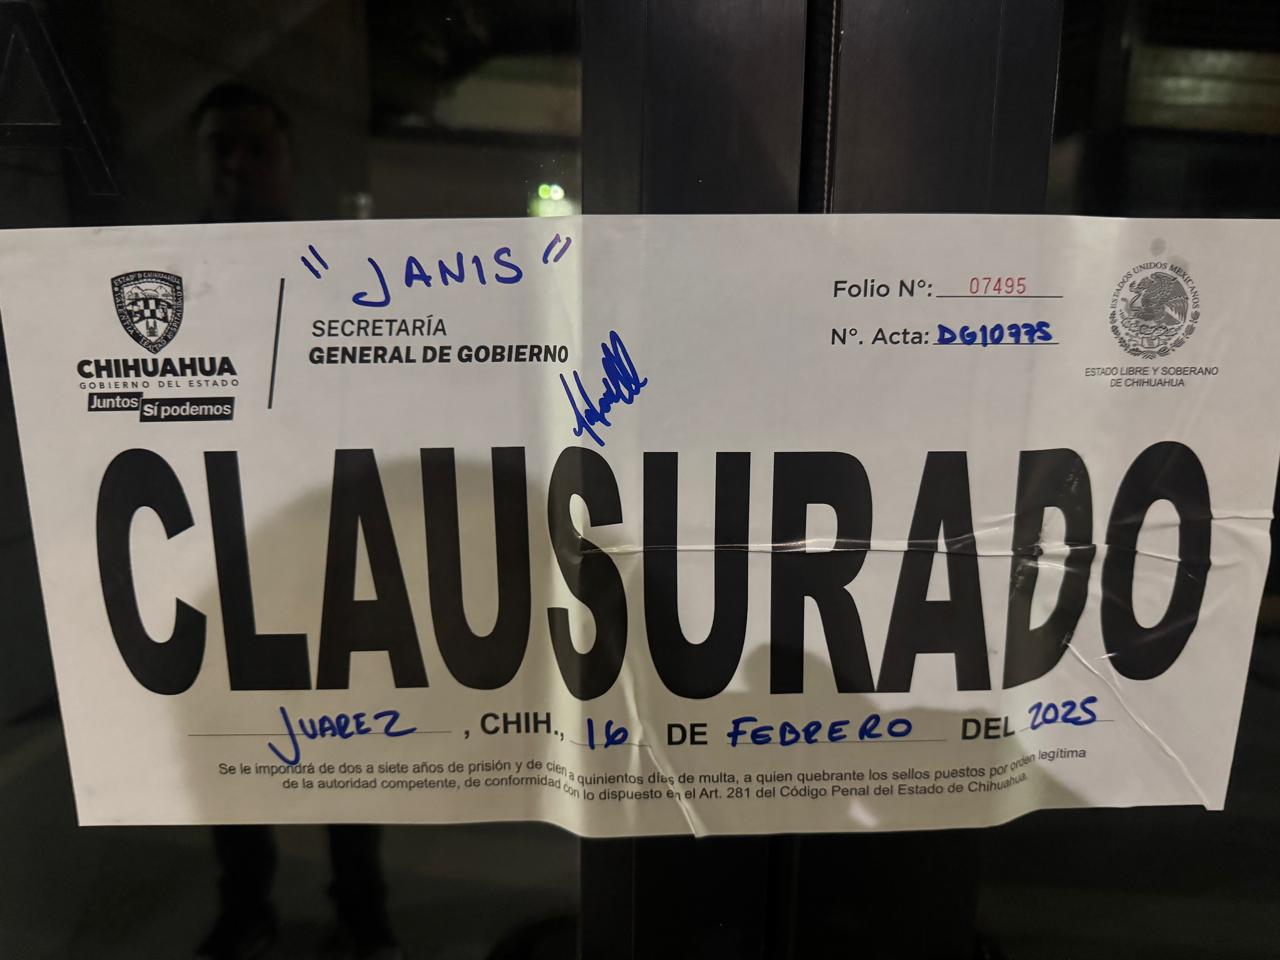 "JANIS"
CHIHUAHUA
GOBIERNO DEL ESTADO
Juntos
Sí podemos
SECRETARÍA
GENERAL DE GOBIERNO
Folio N°: 07495
N°. Acta: DG10775
ESTADOS UNIDOS MEXICANOS
ESTADO LIBRE Y SOBERANO
DE CHIHUAHUA
CLAUSURADO
JUAREZ, CHIH., 16 DE FEBRERO DEL 2025
Se le impondrá de dos a siete años de prisión y de cien a quinientos días de multa, a quien quebrante los sellos puestos por orden legítima
de la autoridad competente, de conformidad con lo dispuesto en el Art. 281 del Código Penal del Estado de Chihuahua.